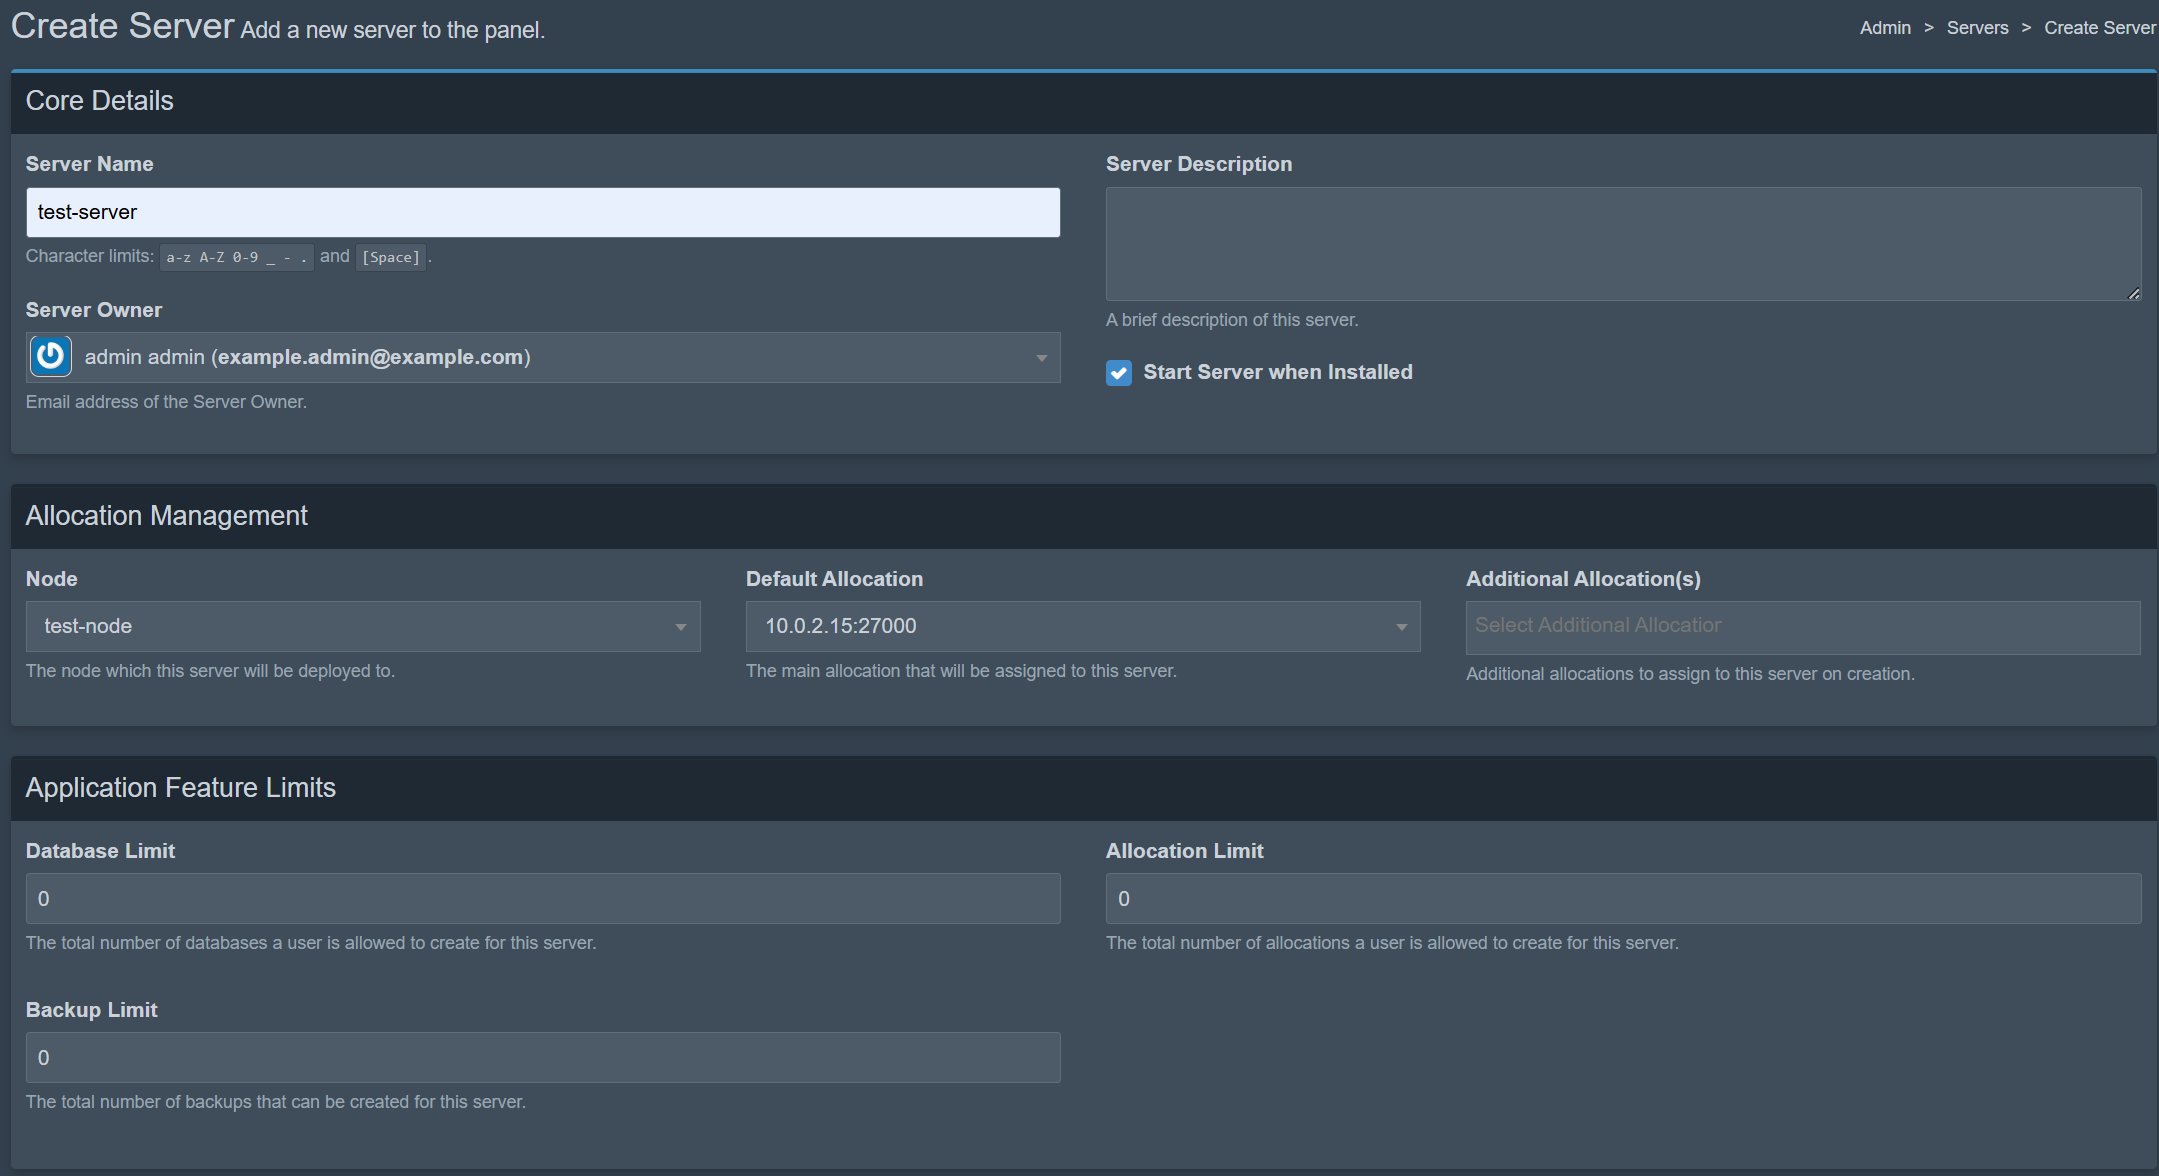 Create Server Add a new server to the panel.
Admin > Servers > Create Server
Core Details
Server Name
test-server
Character limits: a-z A-Z 0-9 _ - . and [Space] .
Server Owner
admin admin (example.admin@example.com)
Email address of the Server Owner.
Server Description
A brief description of this server.
Start Server when Installed
Allocation Management
Node
test-node
The node which this server will be deployed to.
Default Allocation
10.0.2.15:27000
The main allocation that will be assigned to this server.
Additional Allocation(s)
Select Additional Allocation
Additional allocations to assign to this server on creation.
Application Feature Limits
Database Limit
0
The total number of databases a user is allowed to create for this server.
Allocation Limit
0
The total number of allocations a user is allowed to create for this server.
Backup Limit
0
The total number of backups that can be created for this server.